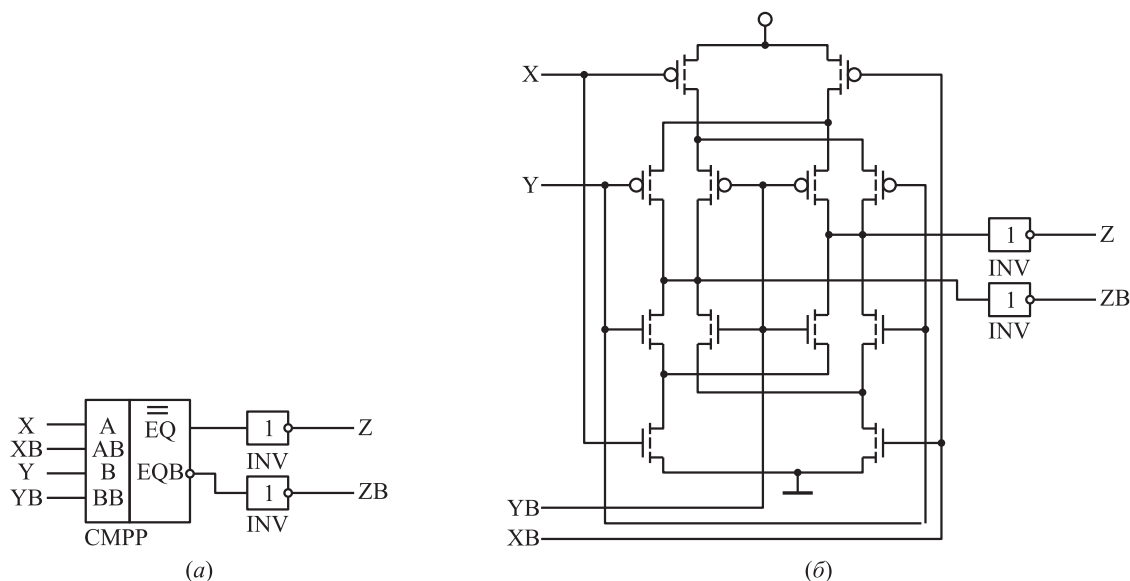 X
XB
Y
YB
A
AB
B
BB
EQ
EQB
CMPP
1
INV
1
INV
Z
ZB
(а)
X
Y
YB
XB
1
INV
1
INV
Z
ZB
(б)